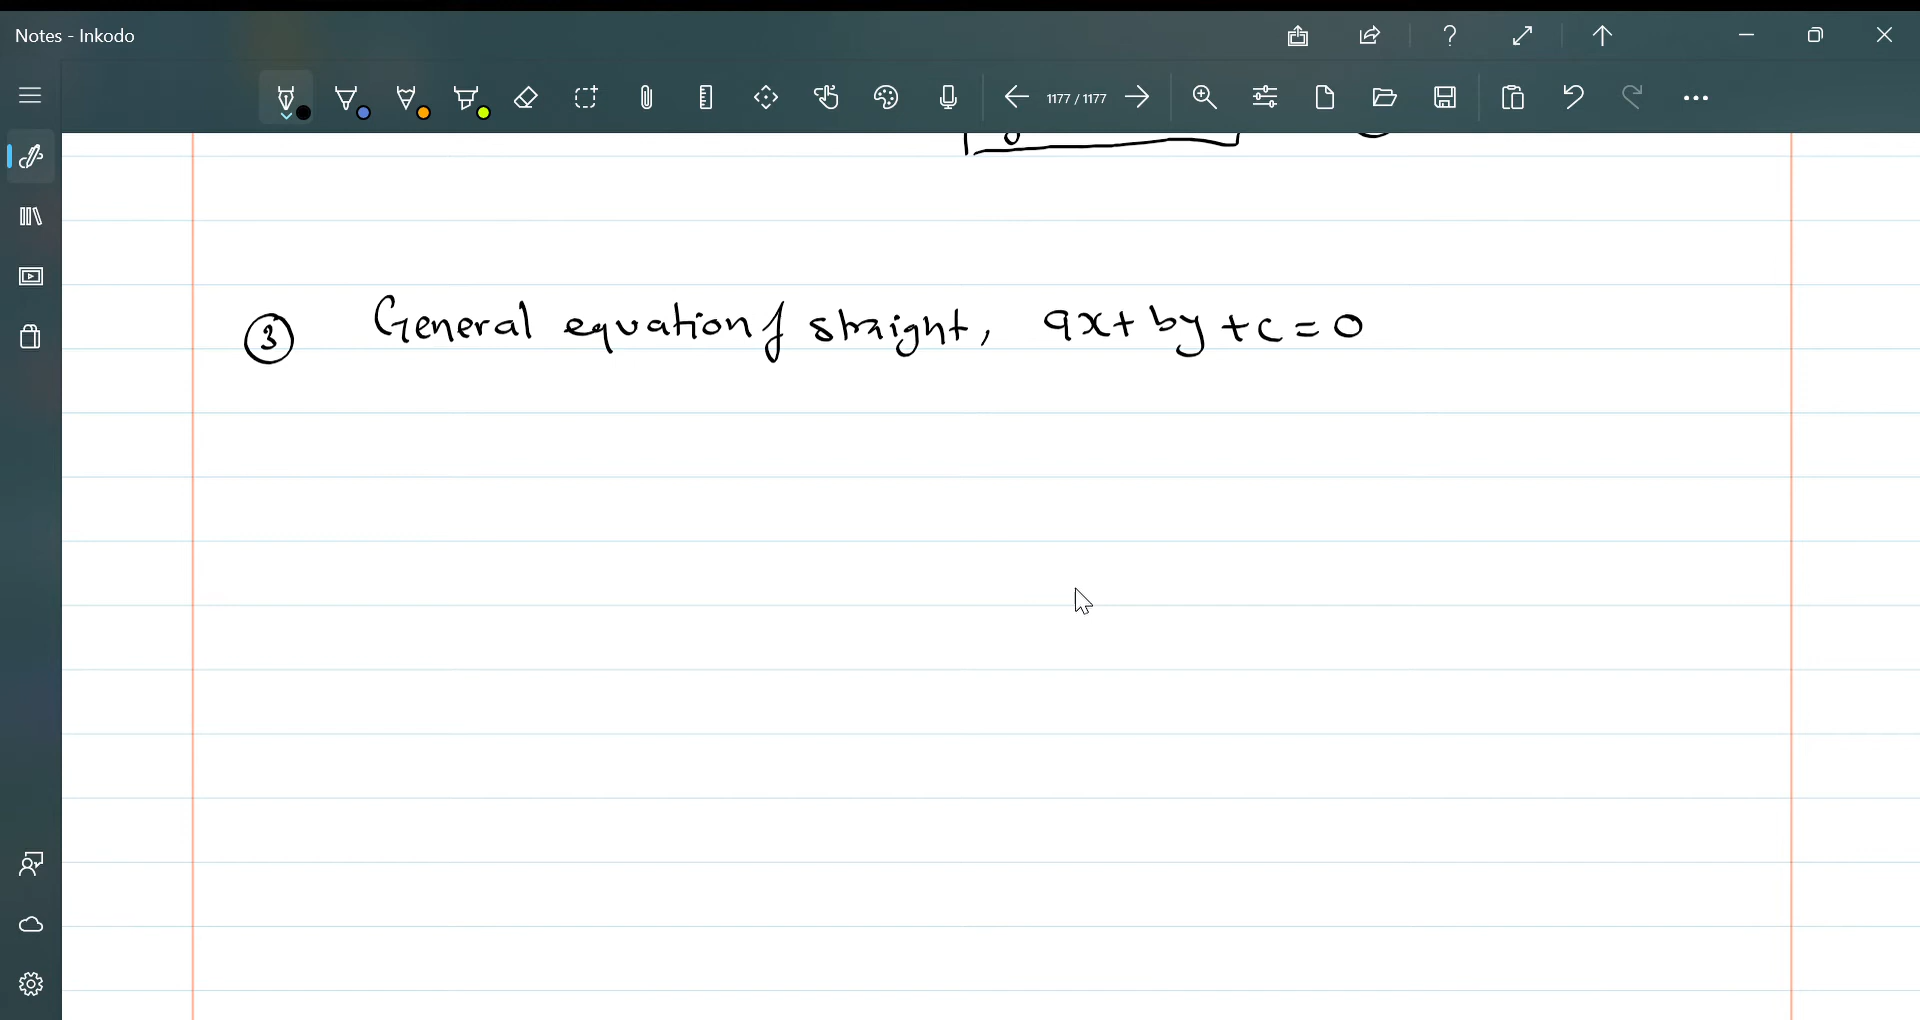 Notes - Inkodo
1177 / 1177
③ General equation of straight, ax + by + c = 0